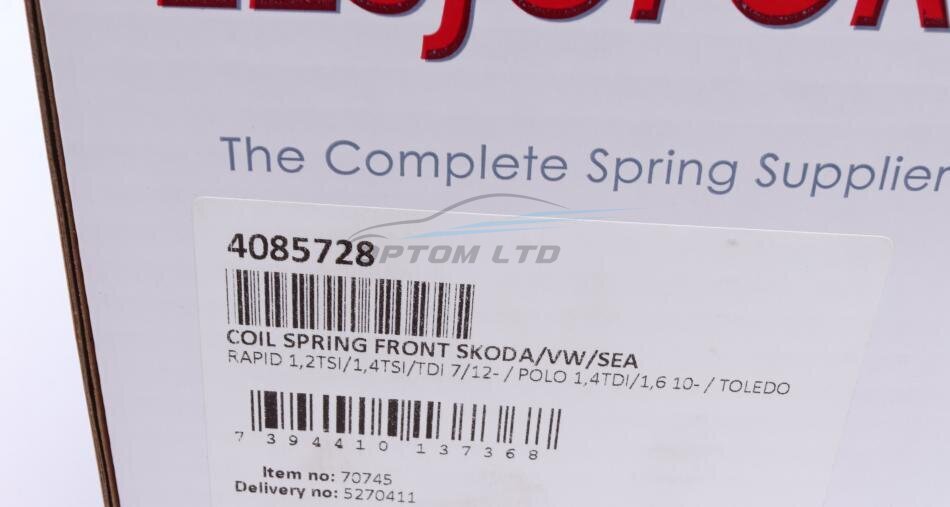 LESJÖFORS
The Complete Spring Supplier
OPTOM LTD
4085728
COIL SPRING FRONT SKODA/VW/SEA
RAPID 1,2TSI/1,4TSI/TDI 7/12- / POLO 1,4TDI/1,6 10- / TOLEDO
7 394410 137368
Item no: 70745
Delivery no: 5270411